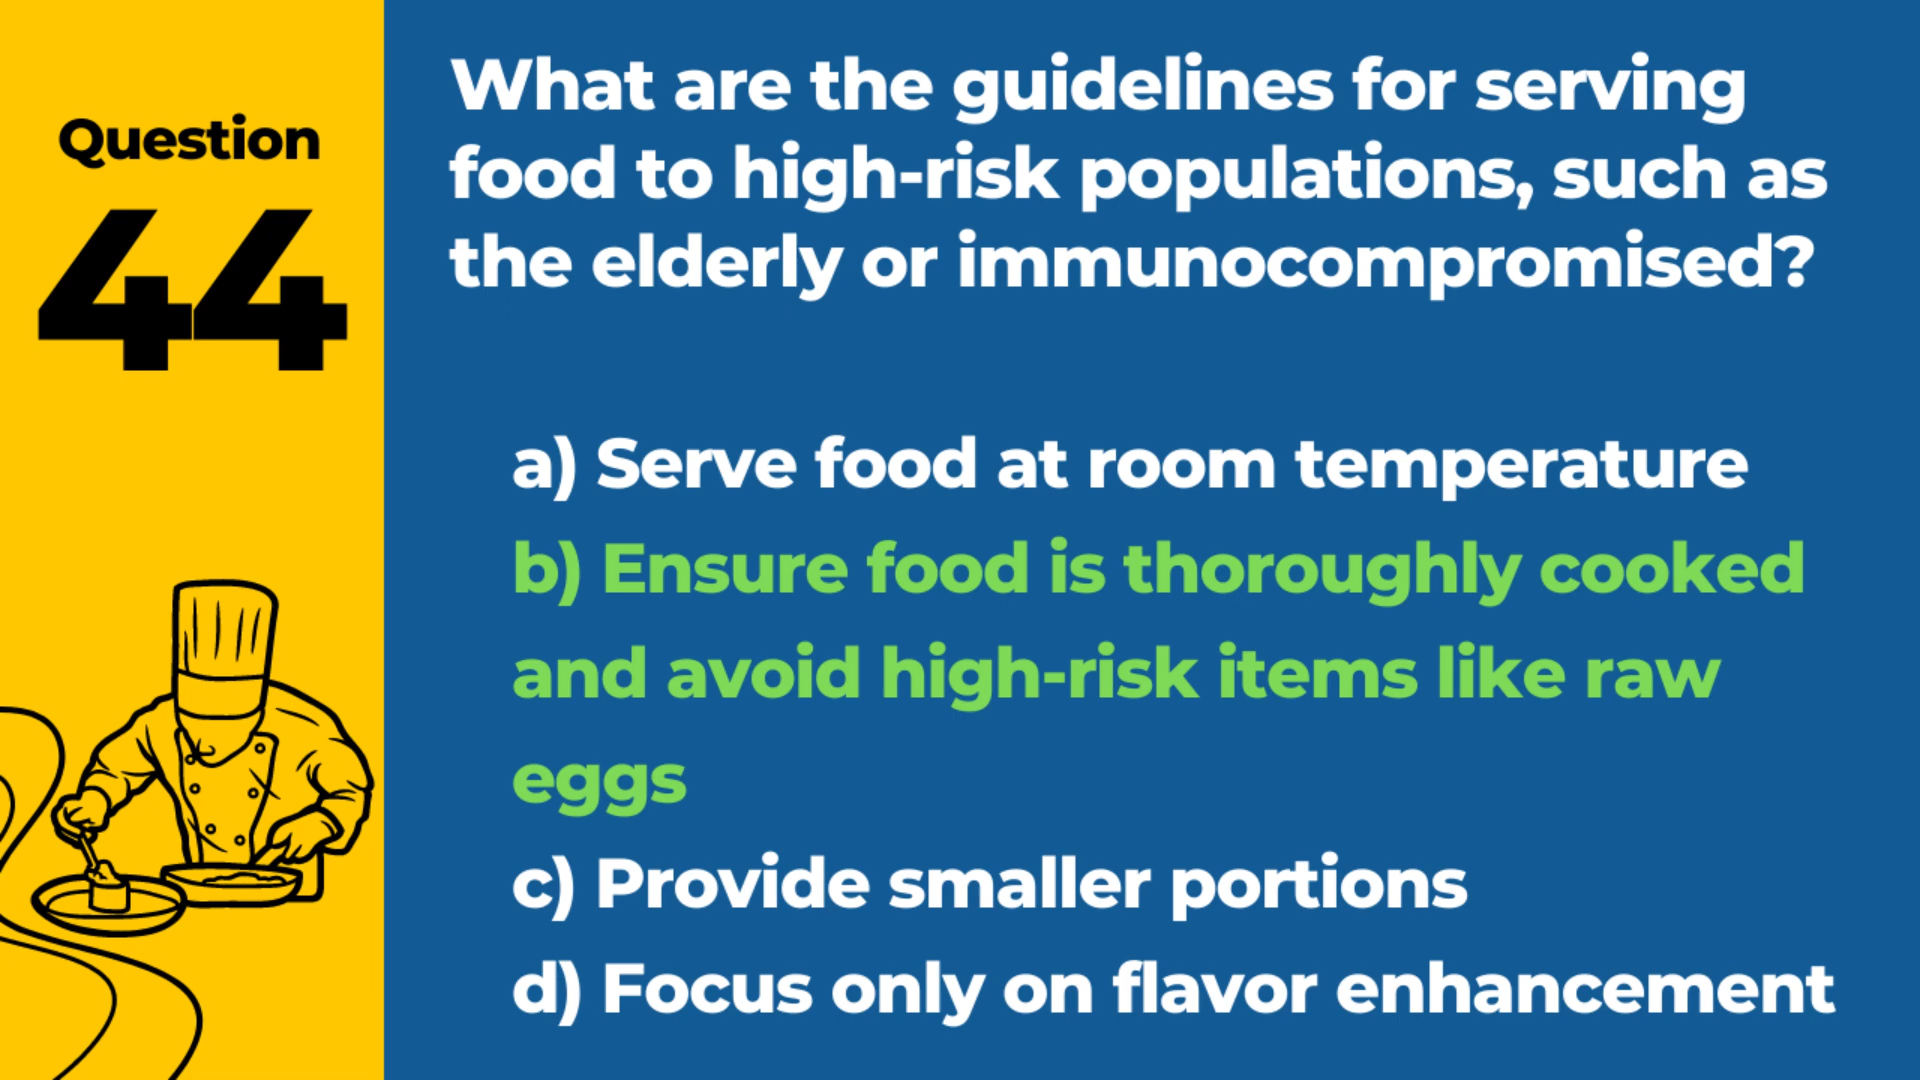 Question
44
What are the guidelines for serving
food to high-risk populations, such as
the elderly or immunocompromised?
a) Serve food at room temperature
b) Ensure food is thoroughly cooked
and avoid high-risk items like raw
eggs
c) Provide smaller portions
d) Focus only on flavor enhancement